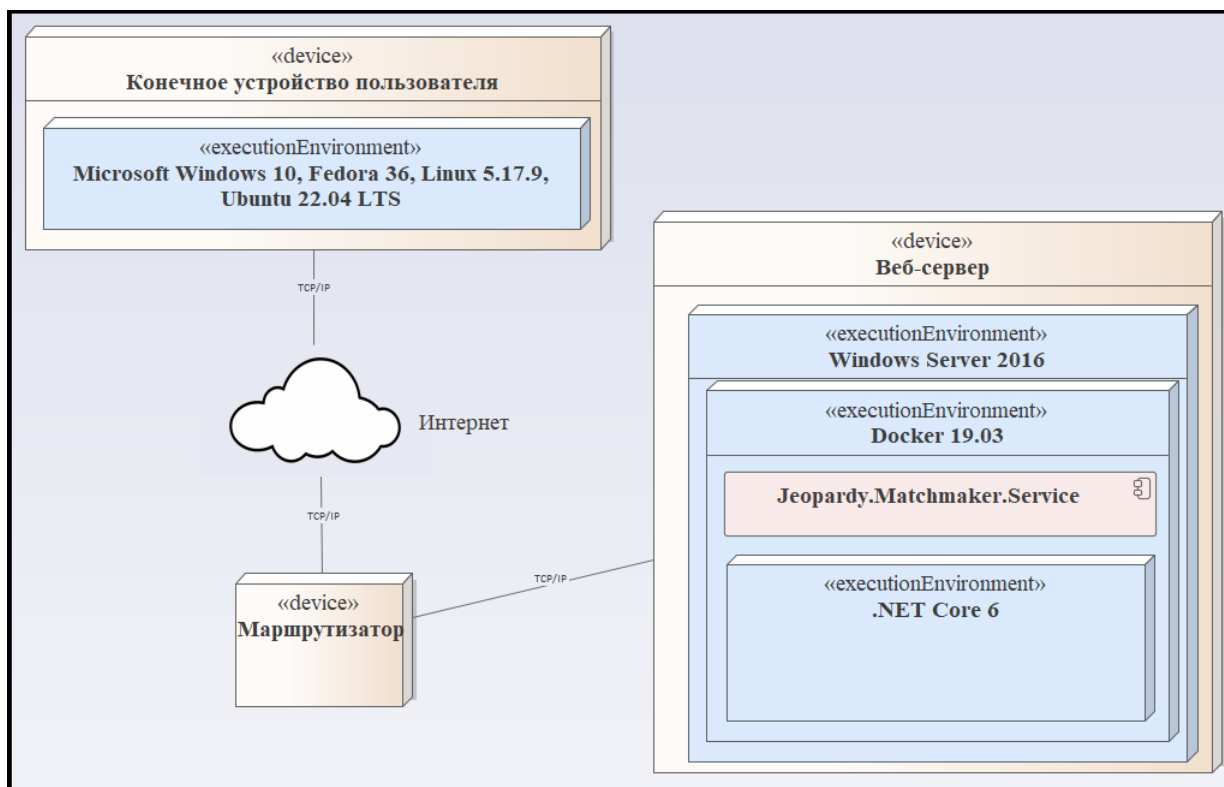 «device»
Конечное устройство пользователя
«executionEnvironment»
Microsoft Windows 10, Fedora 36, Linux 5.17.9,
Ubuntu 22.04 LTS
TCP/IP
Интернет
TCP/IP
«device»
Маршрутизатор
TCP/IP
«device»
Веб-сервер
«executionEnvironment»
Windows Server 2016
«executionEnvironment»
Docker 19.03
Jeopardy.Matchmaker.Service
«executionEnvironment»
.NET Core 6